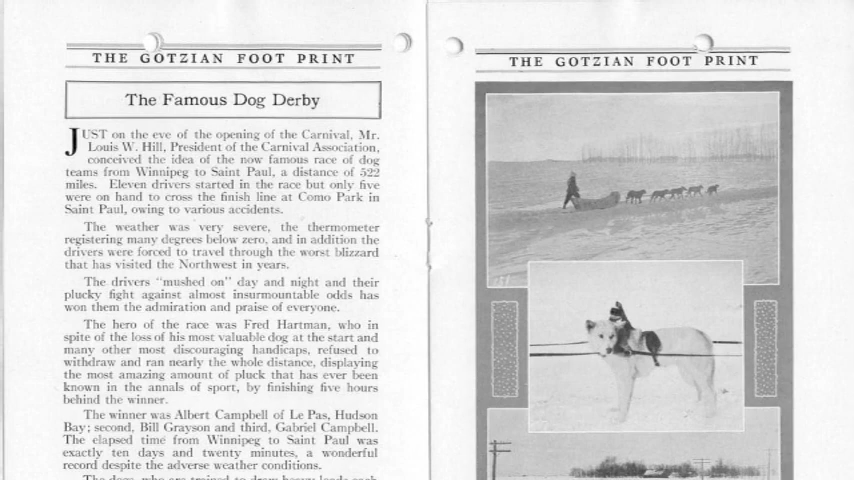 THE GOTZIAN FOOT PRINT
The Famous Dog Derby
JUST on the eve of the opening of the Carnival, Mr.
Louis W. Hill, President of the Carnival Association,
conceived the idea of the now famous race of dog
teams from Winnipeg to Saint Paul, a distance of 522
miles. Eleven drivers started in the race but only five
were on hand to cross the finish line at Como Park in
Saint Paul, owing to various accidents.
The weather was very severe, the thermometer
registering many degrees below zero, and in addition the
drivers were forced to travel through the worst blizzard
that has visited the Northwest in years.
The drivers "mushed on" day and night and their
plucky fight against almost insurmountable odds has
won them the admiration and praise of everyone.
The hero of the race was Fred Hartman, who in
spite of the loss of his most valuable dog at the start and
many other most discouraging handicaps, refused to
withdraw and ran nearly the whole distance, displaying
the most amazing amount of pluck that has ever been
known in the annals of sport, by finishing five hours
behind the winner.
The winner was Albert Campbell of Le Pas, Hudson
Bay; second, Bill Grayson and third, Gabriel Campbell.
The elapsed time from Winnipeg to Saint Paul was
exactly ten days and twenty minutes, a wonderful
record despite the adverse weather conditions.
The dogs, who are trained to draw heavy loads each
THE GOTZIAN FOOT PRINT